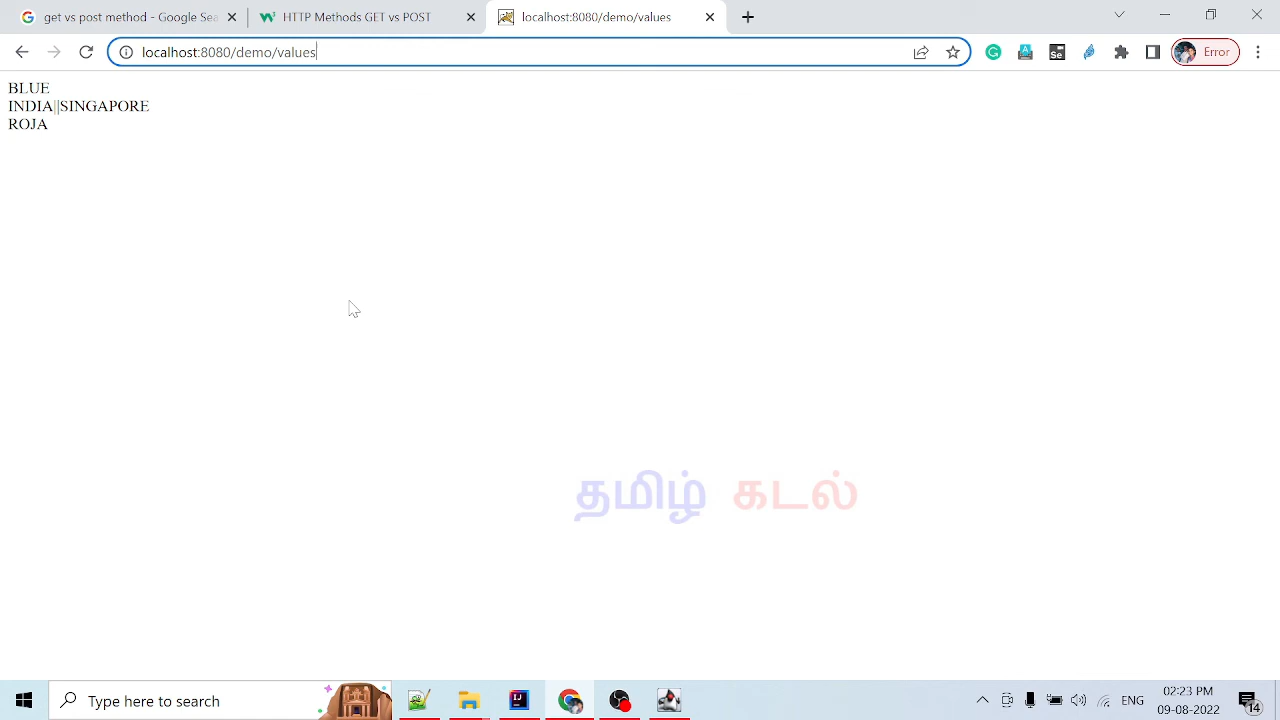 get vs post method - Google Sea
HTTP Methods GET vs POST
localhost:8080/demo/values
localhost:8080/demo/values
Error
BLUE
INDIA||SINGAPORE
ROJA
தமிழ் கடல்
Type here to search
ENG
02:23 PM
09-08-2022
14